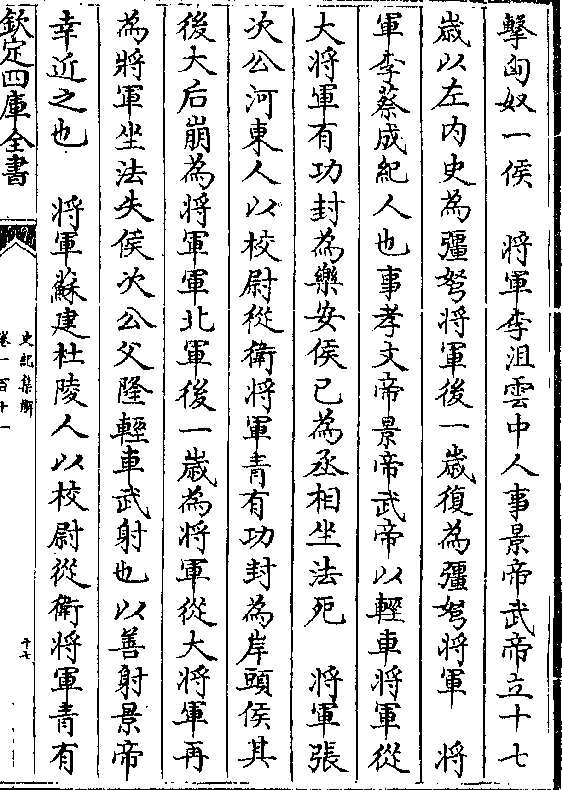 擊匈奴一侯　將軍李沮雲中人事景帝武帝立十七
歳以左内史為彊弩將軍後一歳復為彊弩將軍　將
軍李蔡成紀人也事孝文帝景帝武帝以輕車將軍從
大將軍有功封為樂安侯已為丞相坐法死　將軍張
次公河東人以校尉從衛將軍青有功封為岸頭侯其
後大后崩為將軍軍北軍後一歳為將軍從大將軍再
為將軍坐法失侯次公父隆輕車武射也以善射景帝
幸近之也　將軍蘇建杜陵人以校尉從衛將軍青有
欽定四庫全書
史記集解
卷一百十一
十七